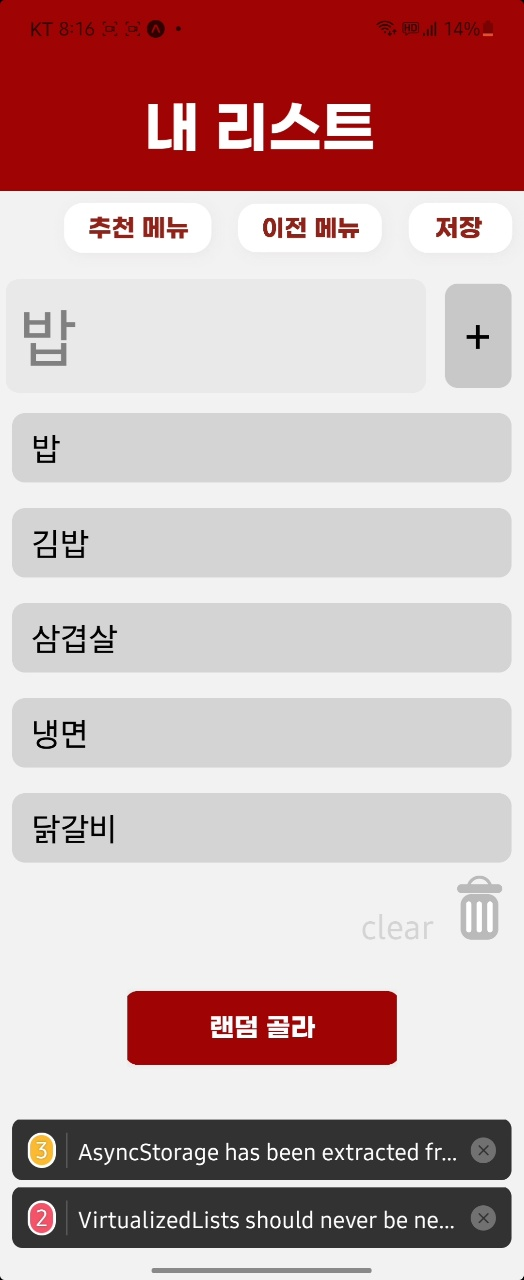 KT 8:16 14%
내 리스트
추천 메뉴 이전 메뉴 저장
밥 +
밥
김밥
삼겹살
냉면
닭갈비
clear
랜덤 골라
3 AsyncStorage has been extracted fr...
2 VirtualizedLists should never be ne...